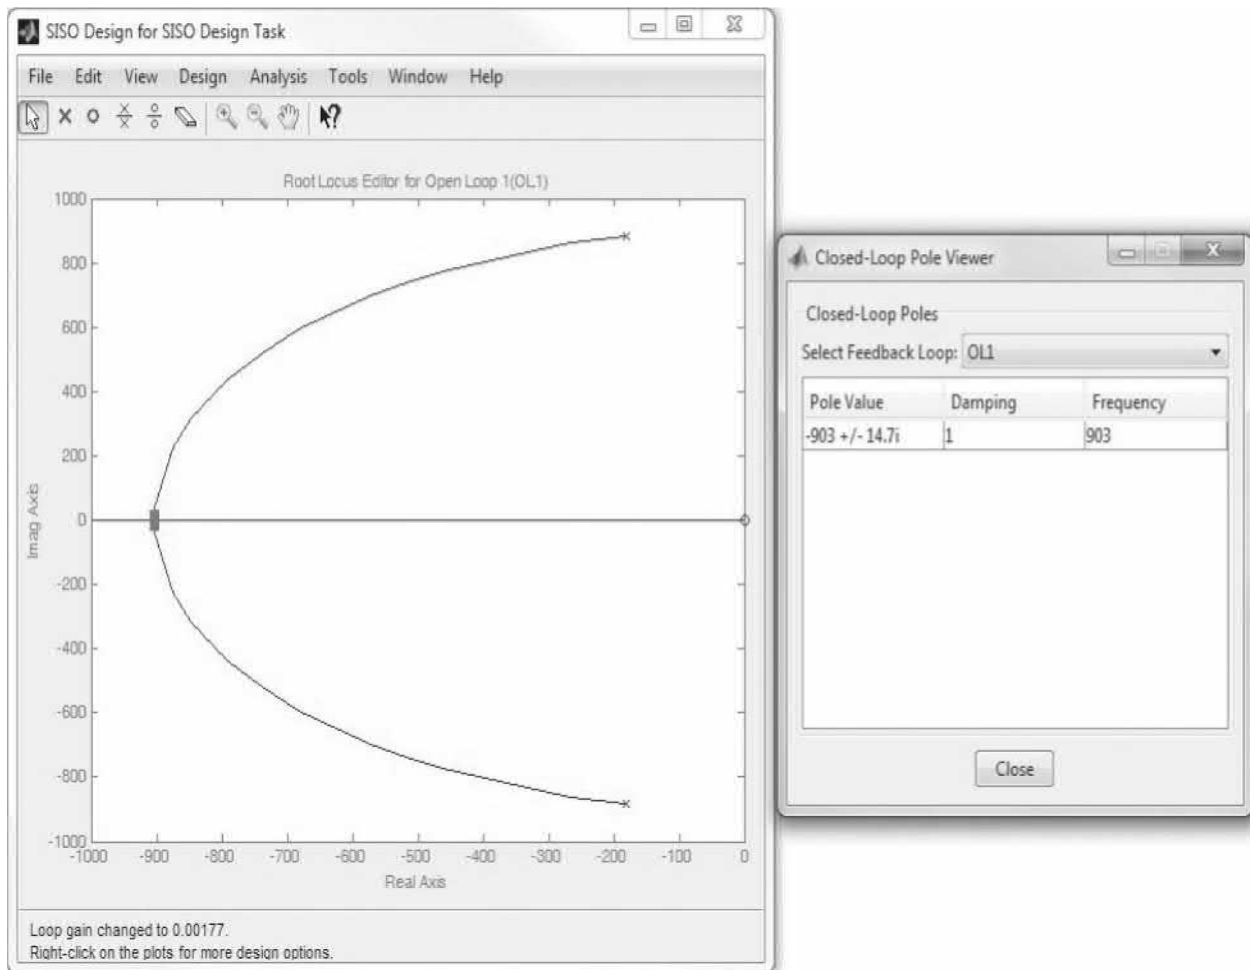 SISO Design for SISO Design Task
File Edit View Design Analysis Tools Window Help
Root Locus Editor for Open Loop 1(OL1)
1000
800
600
400
200
0
-200
-400
-600
-800
-1000
Imag Axis
-1000 -900 -800 -700 -600 -500 -400 -300 -200 -100 0
Real Axis
Loop gain changed to 0.00177.
Right-click on the plots for more design options.
Closed-Loop Pole Viewer
Closed-Loop Poles
Select Feedback Loop: OL1
Pole Value Damping Frequency
-903 +/- 14.7i 1 903
Close